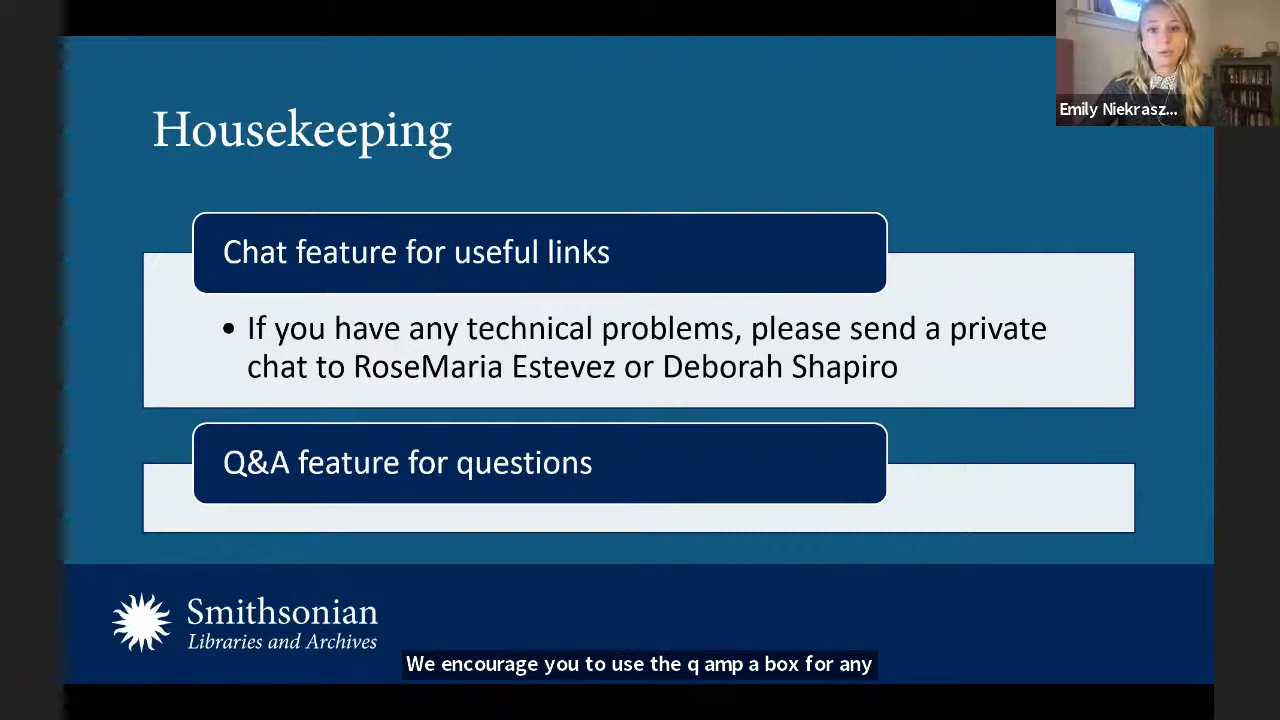 Emily Niekrasz...
Housekeeping
Chat feature for useful links
• If you have any technical problems, please send a private
chat to RoseMaria Estevez or Deborah Shapiro
Q&A feature for questions
Smithsonian
Libraries and Archives
We encourage you to use the q amp a box for any